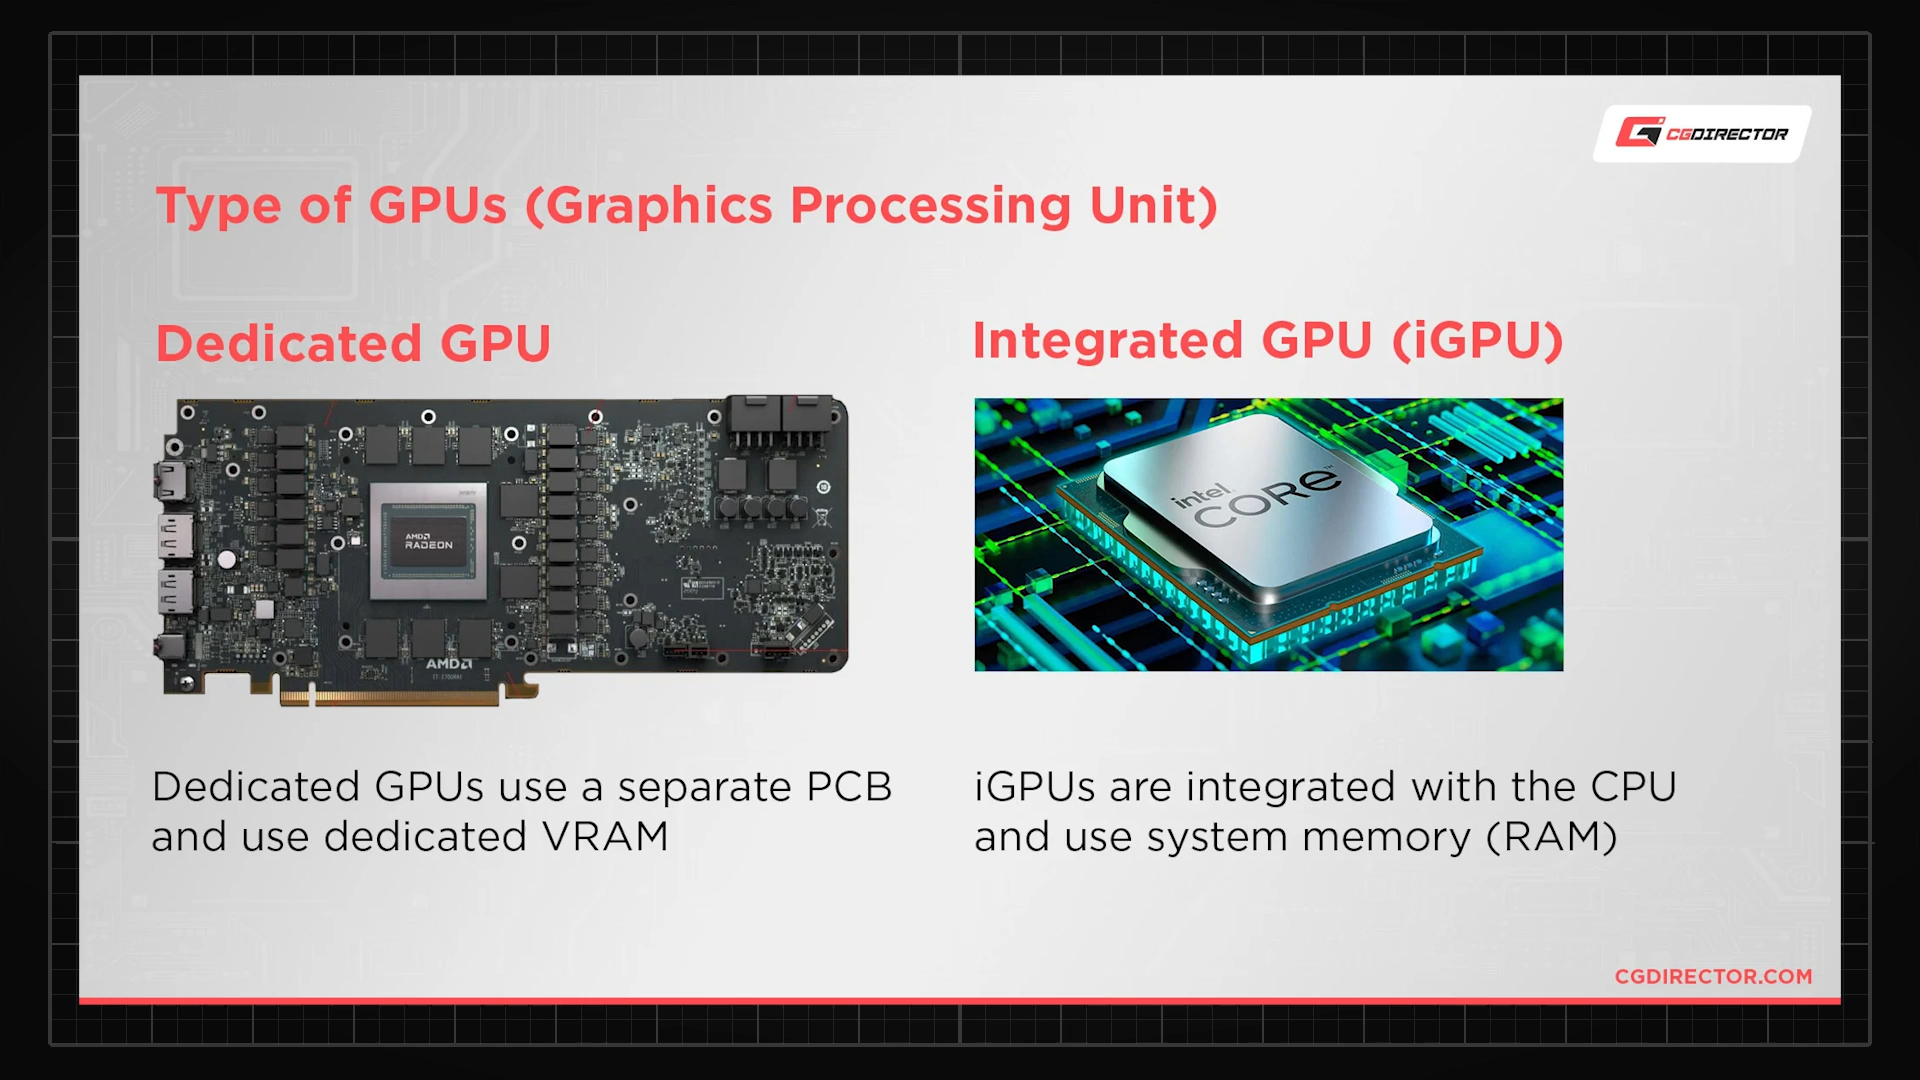 CGDIRECTOR
Type of GPUs (Graphics Processing Unit)
Dedicated GPU
Integrated GPU (iGPU)
AMD
RADEON
AMD
intel.
CORE™
Dedicated GPUs use a separate PCB
and use dedicated VRAM
iGPUs are integrated with the CPU
and use system memory (RAM)
CGDIRECTOR.COM